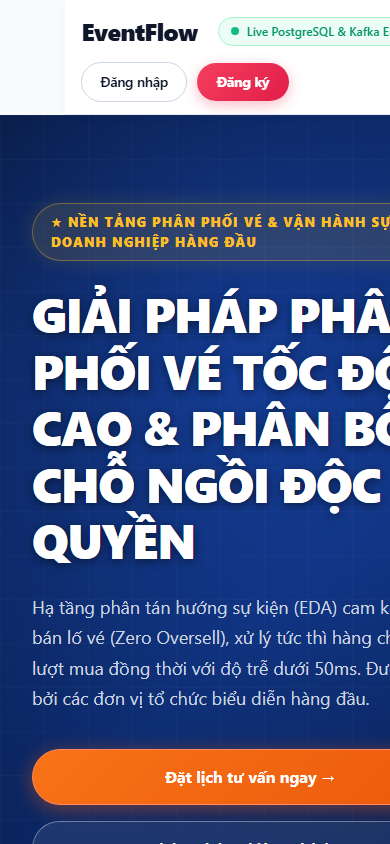 EventFlow
Live PostgreSQL & Kafka
Đăng nhập
Đăng ký
★ NỀN TẢNG PHÂN PHỐI VÉ & VẬN HÀNH SỰ
DOANH NGHIỆP HÀNG ĐẦU
GIẢI PHÁP PHÂ
PHỐI VÉ TỐC ĐỘ
CAO & PHÂN BỔ
CHỖ NGỒI ĐỘC
QUYỀN
Hạ tầng phân tán hướng sự kiện (EDA) cam k
bán lố vé (Zero Oversell), xử lý tức thì hàng ch
lượt mua đồng thời với độ trễ dưới 50ms. Đư
bởi các đơn vị tổ chức biểu diễn hàng đầu.
Đặt lịch tư vấn ngay →